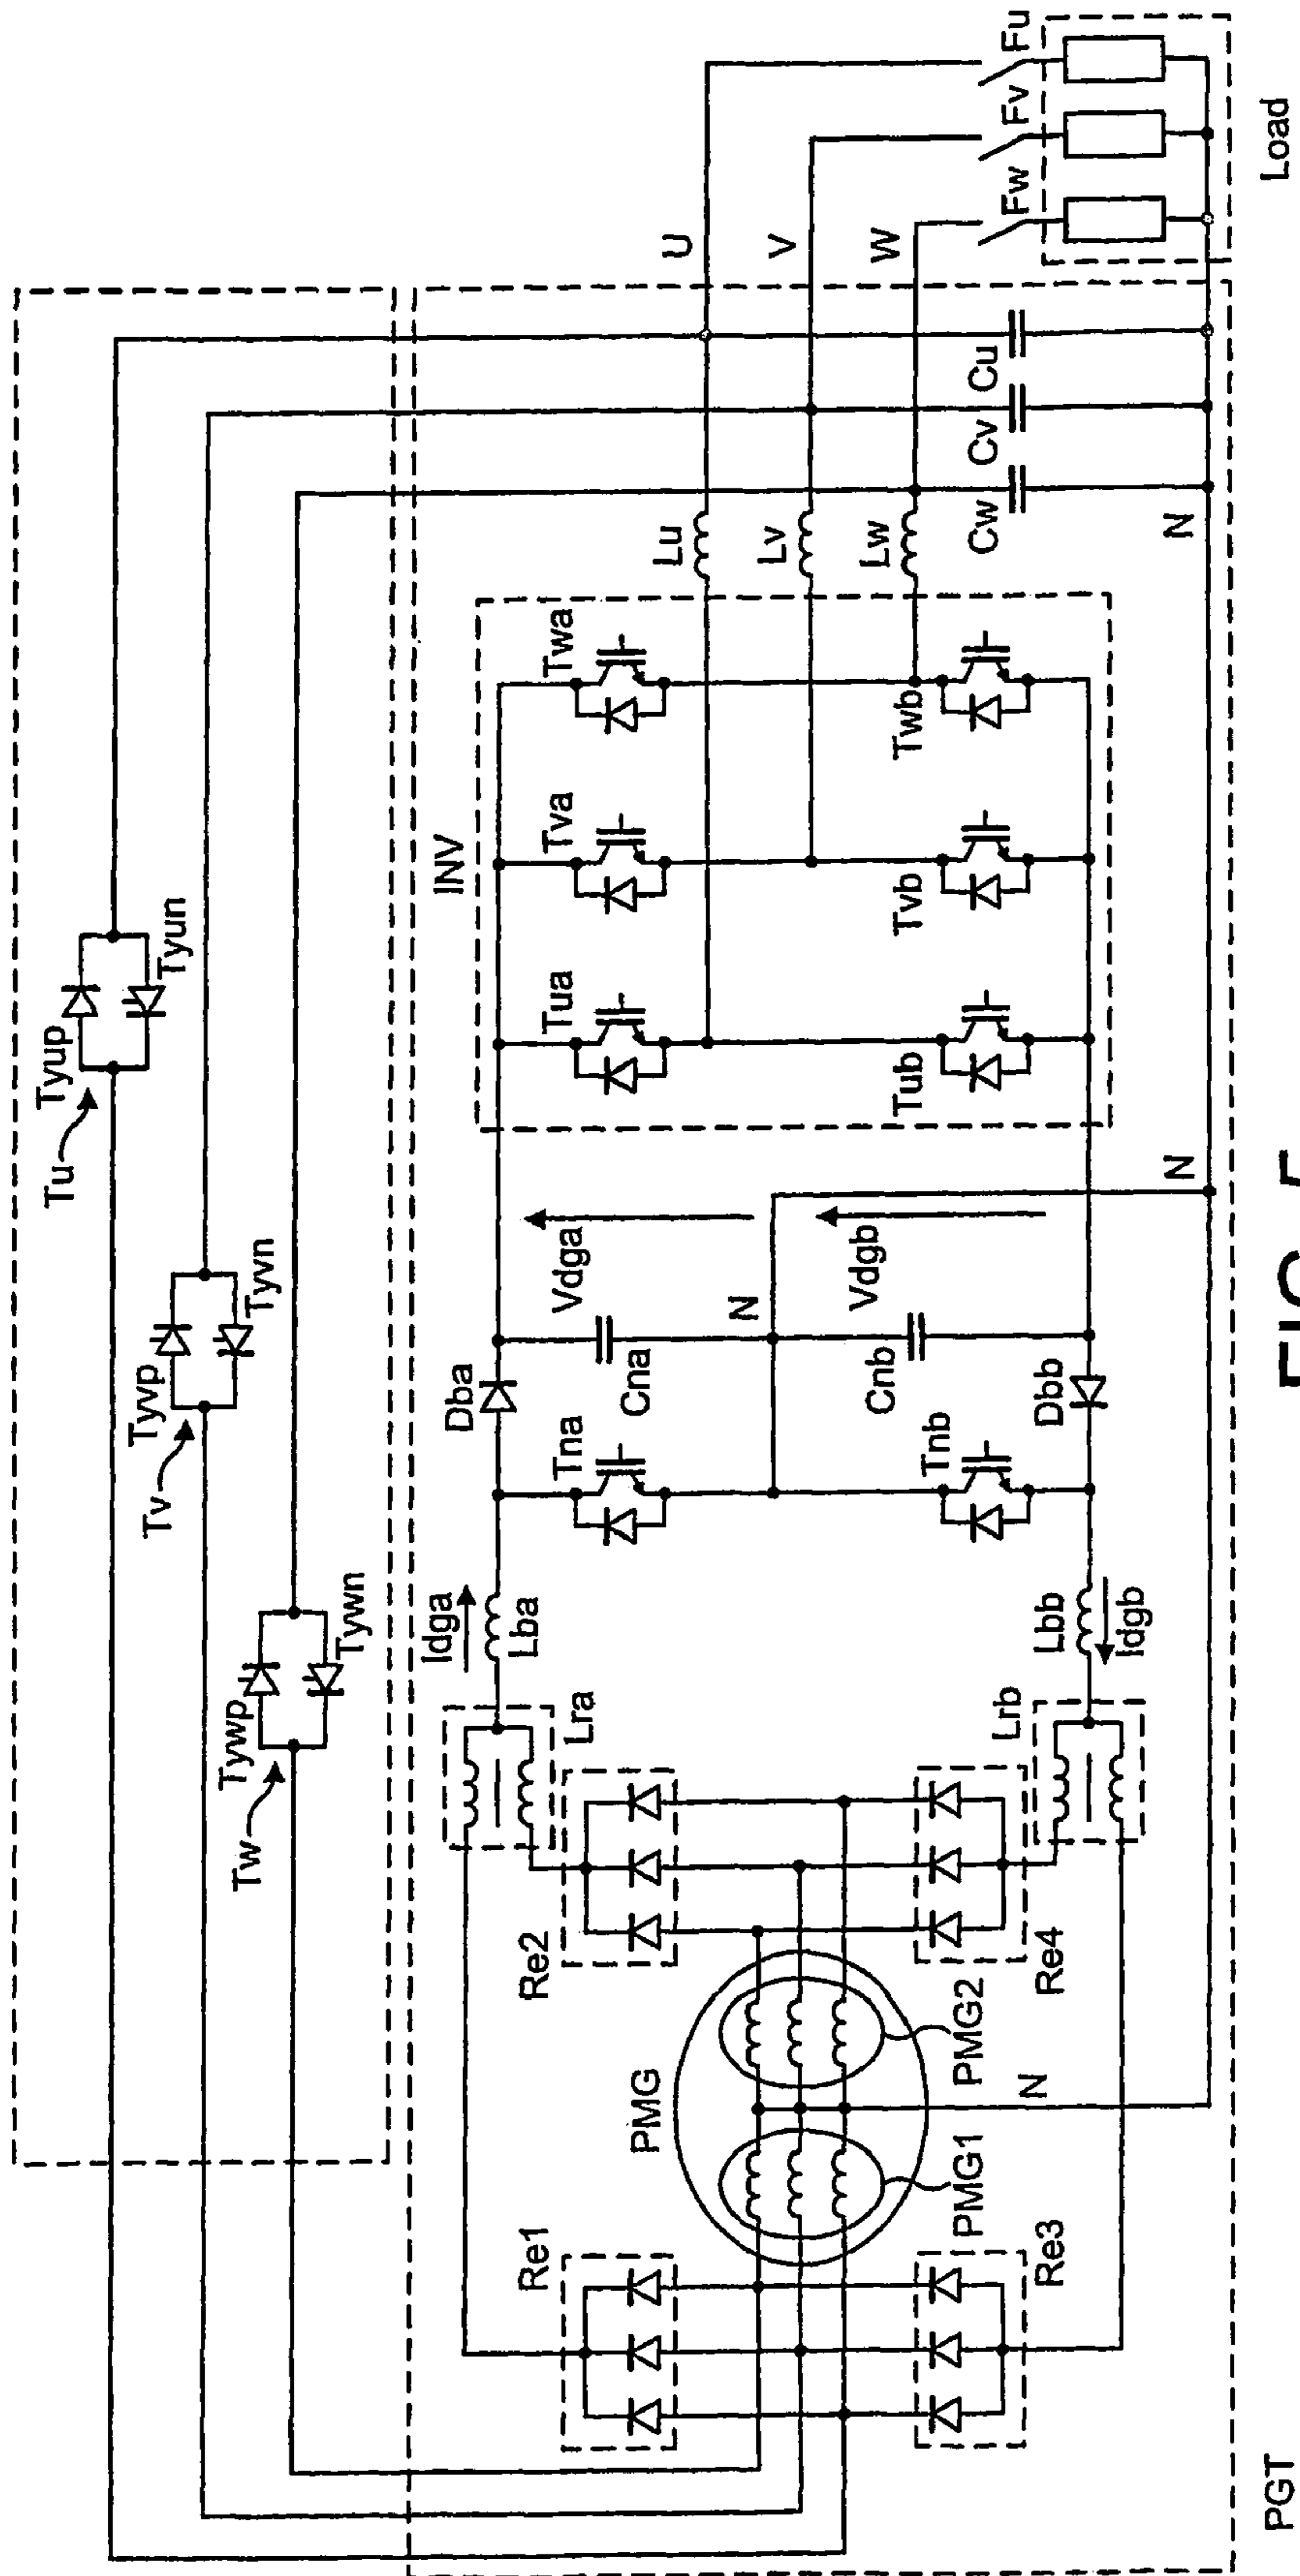 Fu
Fv
Fw
Load
U
V
W
Cu
Cv
Cw
N
Lu
Lv
Lw
Twa
Twb
Tva
Tvb
INV
Tua
Tub
Tyun
Tyup
Tu
Tyvn
Tyvp
Tv
Tywn
Tywp
Tw
Vdga
Vdgb
N
N
Dba
Cna
Cnb
Dbb
Tna
Tnb
Idga
Lba
Lbb
Idgb
Lra
Lrb
Re2
Re4
PMG
PMG2
N
PMG1
Re1
Re3
PGT